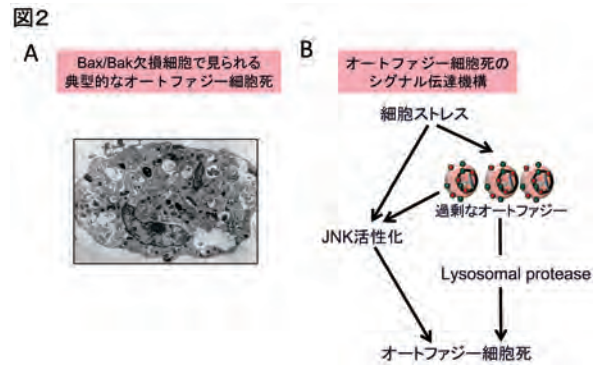 図2
A
Bax/Bak欠損細胞で見られる
典型的なオートファジー細胞死
B
オートファジー細胞死の
シグナル伝達機構
細胞ストレス
過剰なオートファジー
JNK活性化
Lysosomal protease
オートファジー細胞死